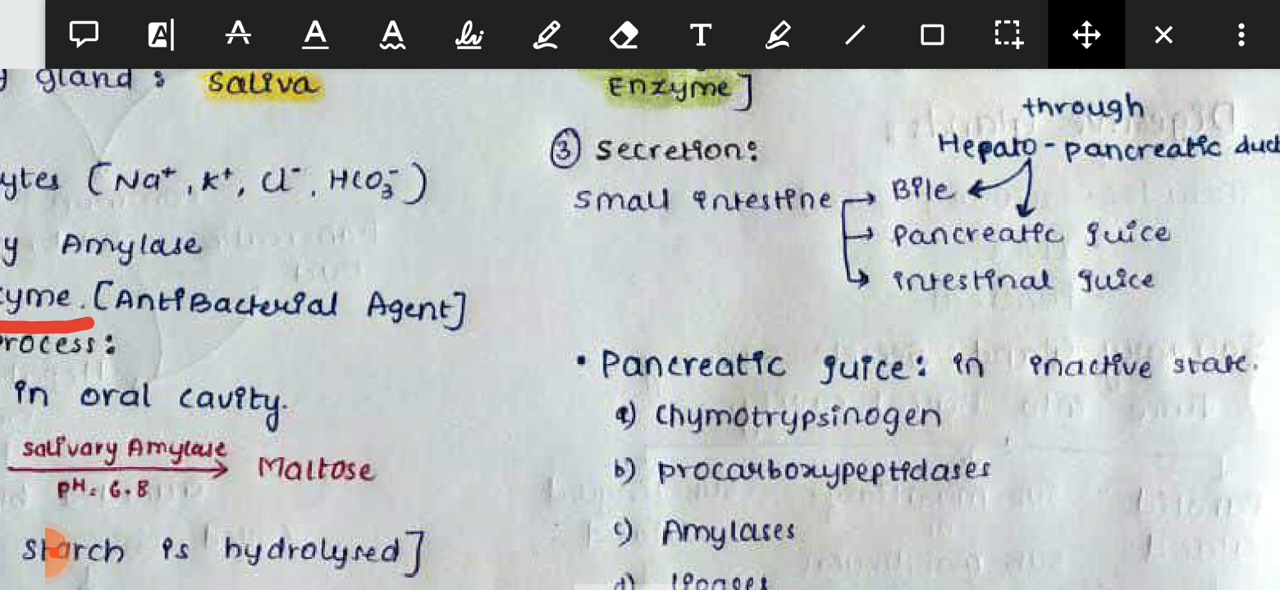 gland : Saliva
ytes (Na⁺, K⁺, Cl⁻, HCO₃⁻)
y Amylase
zyme. [AntiBacterial Agent]
rocess:
in oral cavity.
salivary Amylase
pH = 6.8
Maltose
Starch is hydrolysed]
Enzyme]
③ Secretion:
through
Hepato - pancreatic duct
Small intestine
Bile
Pancreatic juice
intestinal juice
• Pancreatic juice: in inactive state.
a) chymotrypsinogen
b) procarboxypeptidases
c) Amylases
d) lipases